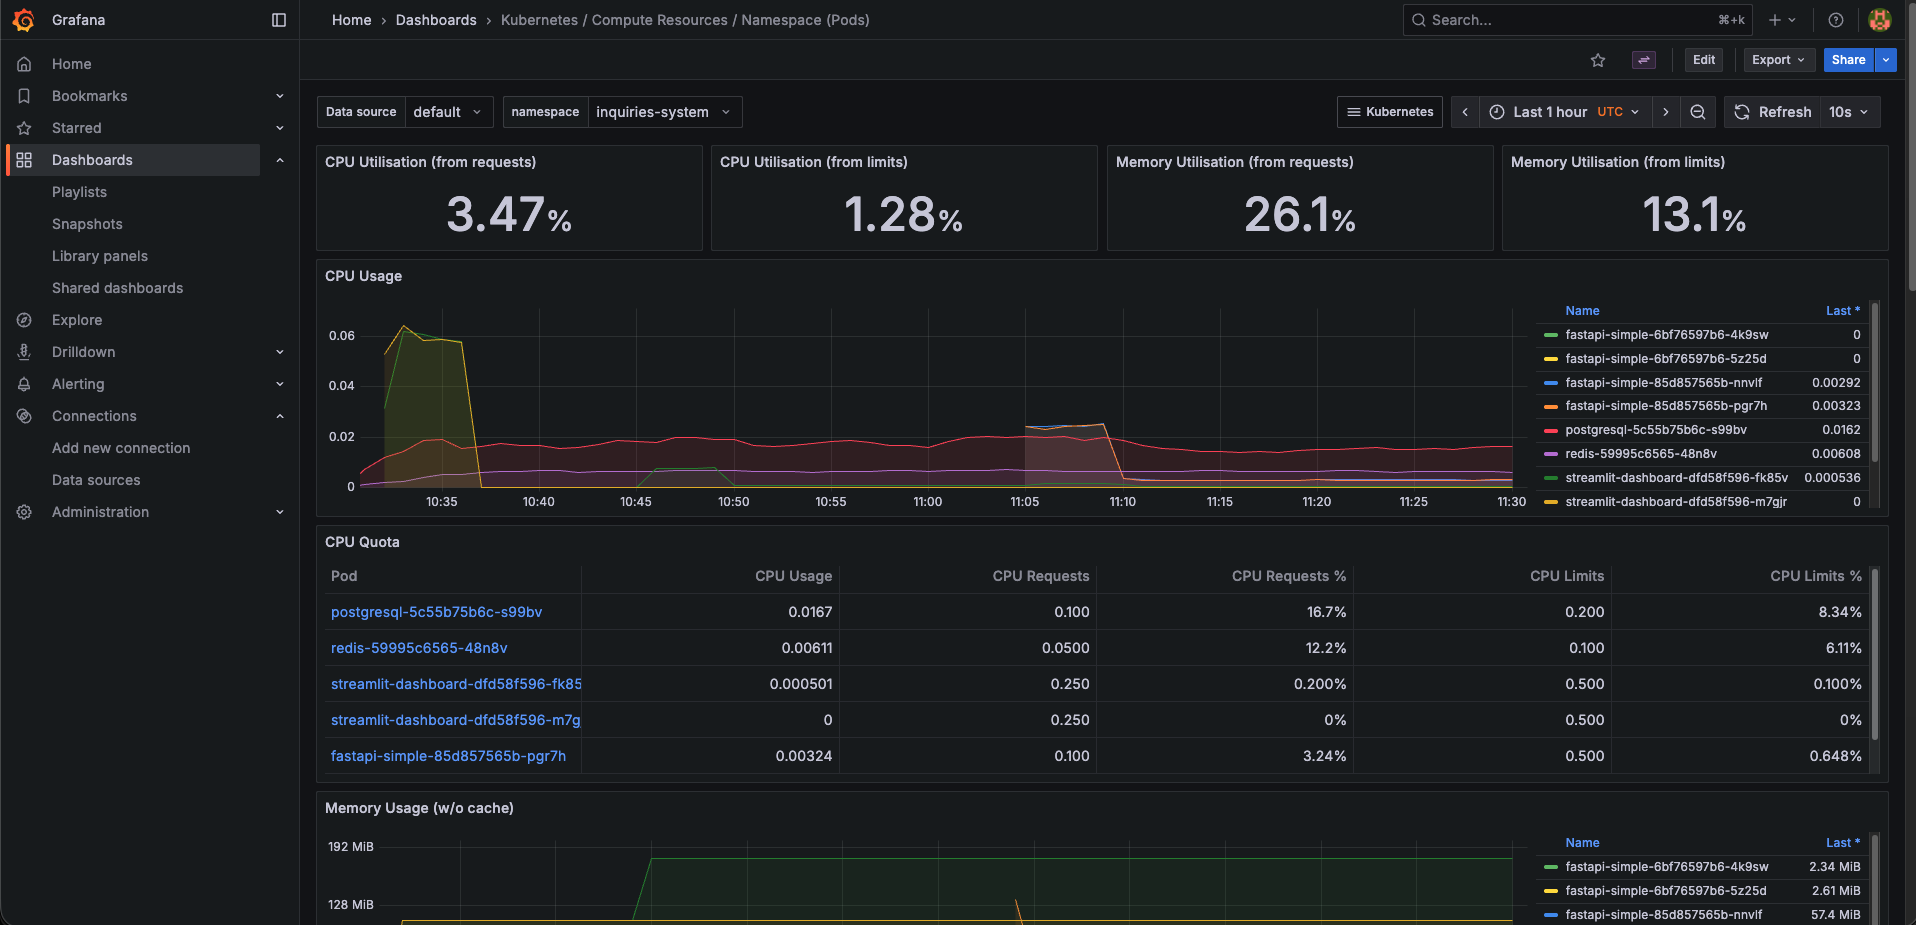 Grafana
Home › Dashboards › Kubernetes / Compute Resources / Namespace (Pods)
Search...
⌘+k
Edit
Export
Share
Home
Bookmarks
Starred
Dashboards
Playlists
Snapshots
Library panels
Shared dashboards
Explore
Drilldown
Alerting
Connections
Add new connection
Data sources
Administration
Data source default
namespace inquiries-system
Kubernetes
Last 1 hour UTC
Refresh 10s
CPU Utilisation (from requests)
3.47%
CPU Utilisation (from limits)
1.28%
Memory Utilisation (from requests)
26.1%
Memory Utilisation (from limits)
13.1%
CPU Usage
0.06
0.04
0.02
0
10:35 10:40 10:45 10:50 10:55 11:00 11:05 11:10 11:15 11:20 11:25 11:30
Name Last *
fastapi-simple-6bf76597b6-4k9sw 0
fastapi-simple-6bf76597b6-5z25d 0
fastapi-simple-85d857565b-nnvlf 0.00292
fastapi-simple-85d857565b-pgr7h 0.00323
postgresql-5c55b75b6c-s99bv 0.0162
redis-59995c6565-48n8v 0.00608
streamlit-dashboard-dfd58f596-fk85v 0.000536
streamlit-dashboard-dfd58f596-m7gjr 0
CPU Quota
Pod CPU Usage CPU Requests CPU Requests % CPU Limits CPU Limits %
postgresql-5c55b75b6c-s99bv 0.0167 0.100 16.7% 0.200 8.34%
redis-59995c6565-48n8v 0.00611 0.0500 12.2% 0.100 6.11%
streamlit-dashboard-dfd58f596-fk85 0.000501 0.250 0.200% 0.500 0.100%
streamlit-dashboard-dfd58f596-m7g 0 0.250 0% 0.500 0%
fastapi-simple-85d857565b-pgr7h 0.00324 0.100 3.24% 0.500 0.648%
Memory Usage (w/o cache)
192 MiB
128 MiB
Name Last *
fastapi-simple-6bf76597b6-4k9sw 2.34 MiB
fastapi-simple-6bf76597b6-5z25d 2.61 MiB
fastapi-simple-85d857565b-nnvlf 57.4 MiB